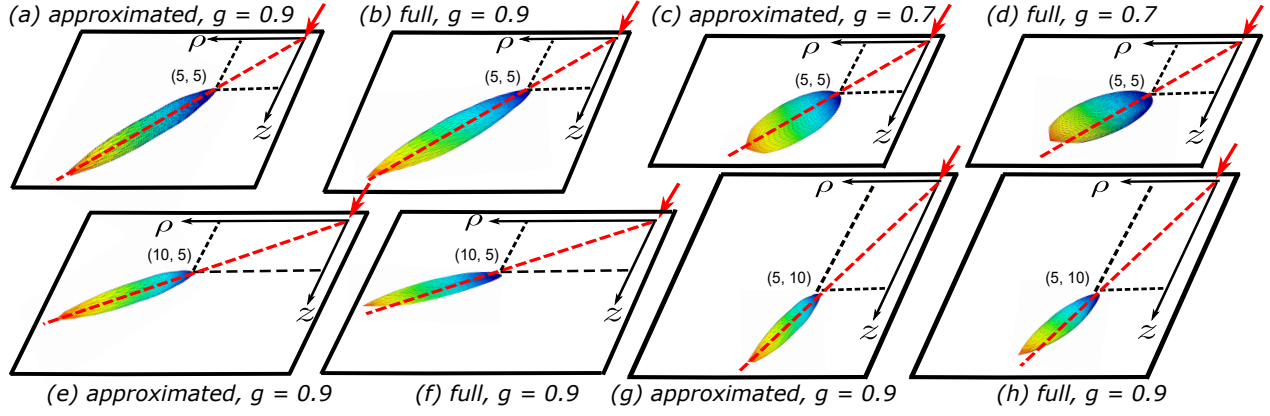 (a) approximated, g = 0.9
(b) full, g = 0.9
(c) approximated, g = 0.7
(d) full, g = 0.7
ρ
(5, 5)
z
ρ
(5, 5)
z
ρ
(5, 5)
z
ρ
(5, 5)
z
ρ
(10, 5)
z
ρ
(10, 5)
z
ρ
(5, 10)
z
ρ
(5, 10)
z
(e) approximated, g = 0.9
(f) full, g = 0.9
(g) approximated, g = 0.9
(h) full, g = 0.9